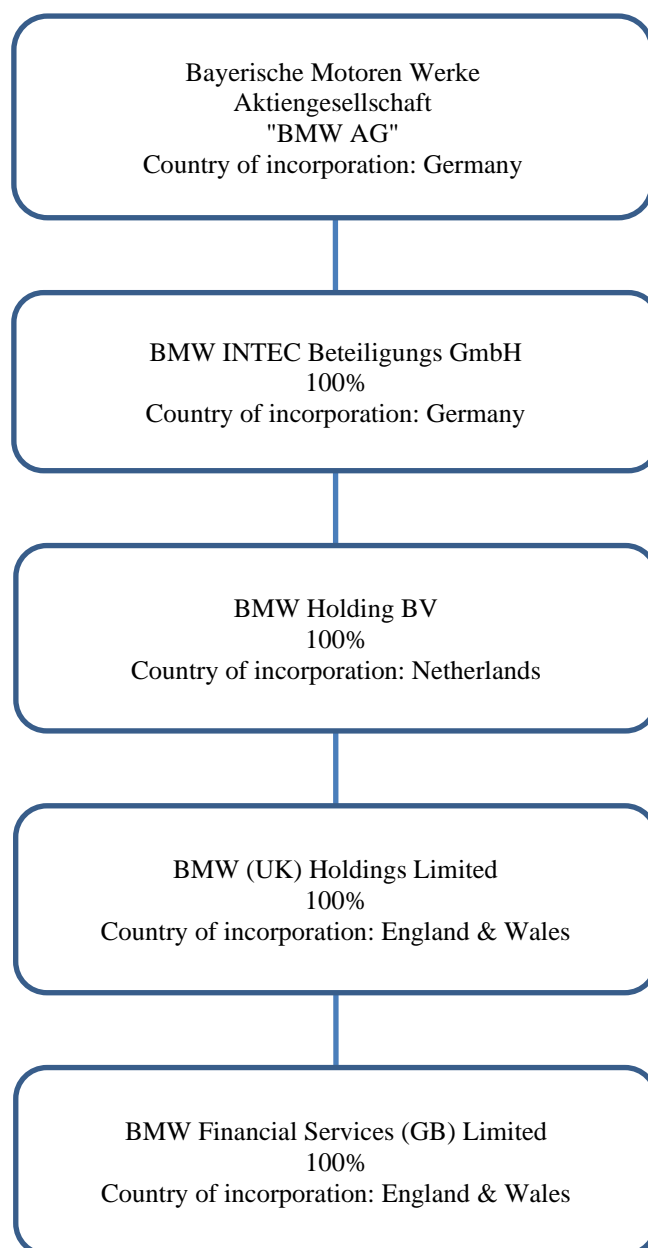 Bayerische Motoren Werke
Aktiengesellschaft
"BMW AG"
Country of incorporation: Germany
BMW INTEC Beteiligungs GmbH
100%
Country of incorporation: Germany
BMW Holding BV
100%
Country of incorporation: Netherlands
BMW (UK) Holdings Limited
100%
Country of incorporation: England & Wales
BMW Financial Services (GB) Limited
100%
Country of incorporation: England & Wales